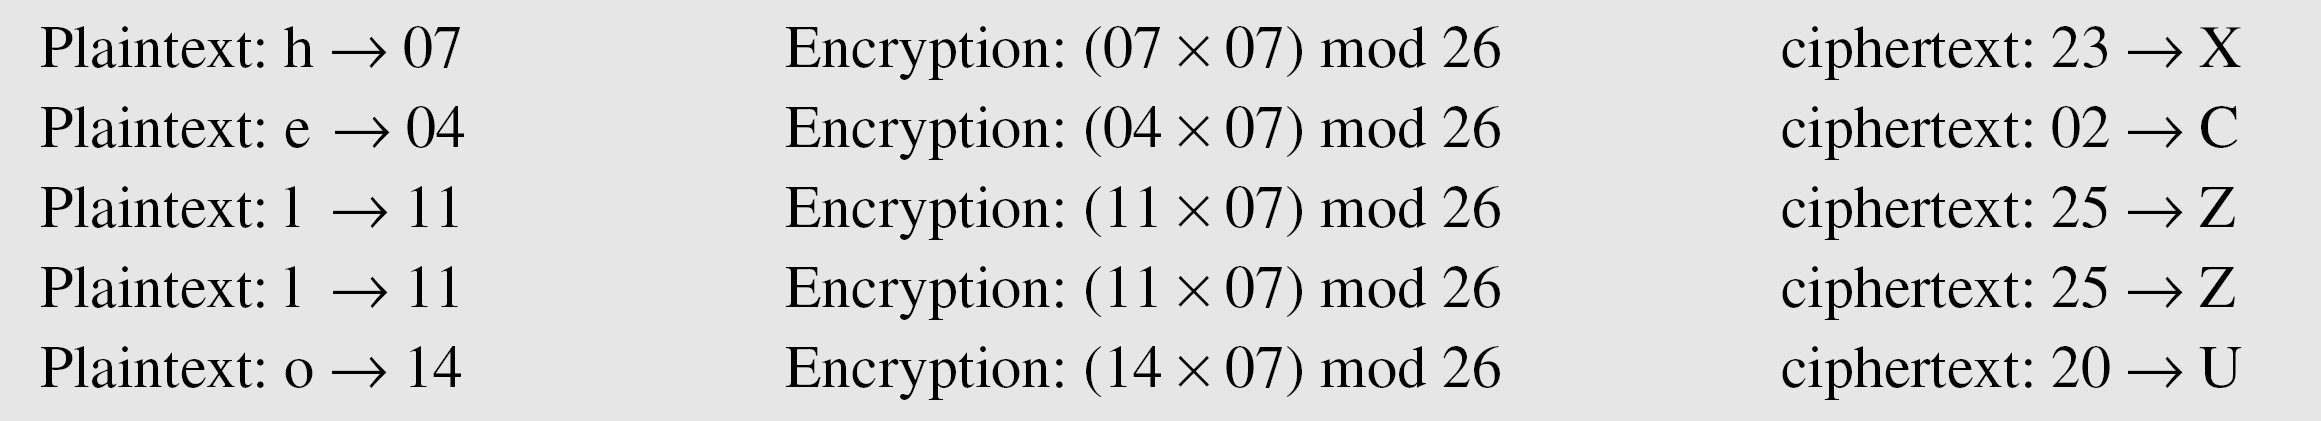 Plaintext: h → 07 Encryption: (07 × 07) mod 26 ciphertext: 23 → X
Plaintext: e → 04 Encryption: (04 × 07) mod 26 ciphertext: 02 → C
Plaintext: l → 11 Encryption: (11 × 07) mod 26 ciphertext: 25 → Z
Plaintext: l → 11 Encryption: (11 × 07) mod 26 ciphertext: 25 → Z
Plaintext: o → 14 Encryption: (14 × 07) mod 26 ciphertext: 20 → U